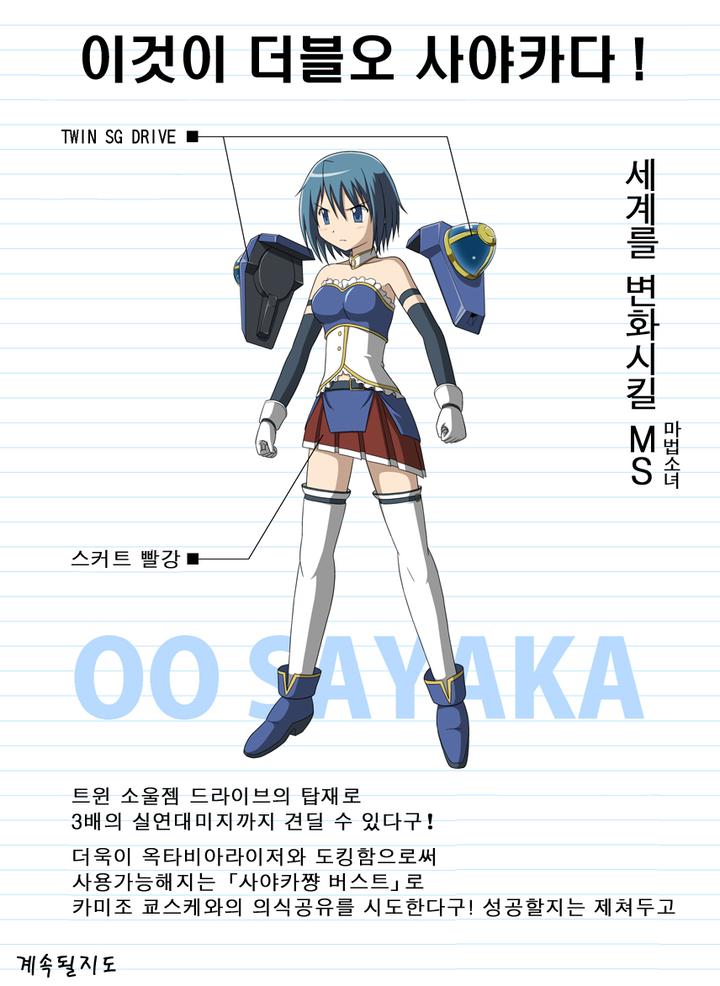 이것이 더블오 사야카다!
TWIN SG DRIVE
세계를 변화시킬 MS
마법소녀
스커트 빨강
OO SAYAKA
트윈 소울젬 드라이브의 탑재로
3배의 실연대미지까지 견딜 수 있다구!
더욱이 옥타비아라이저와 도킹함으로써
사용가능해지는 「사야카쨩 버스트」로
카미조 쿄스케와의 의식공유를 시도한다구! 성공할지는 제쳐두고
계속될지도